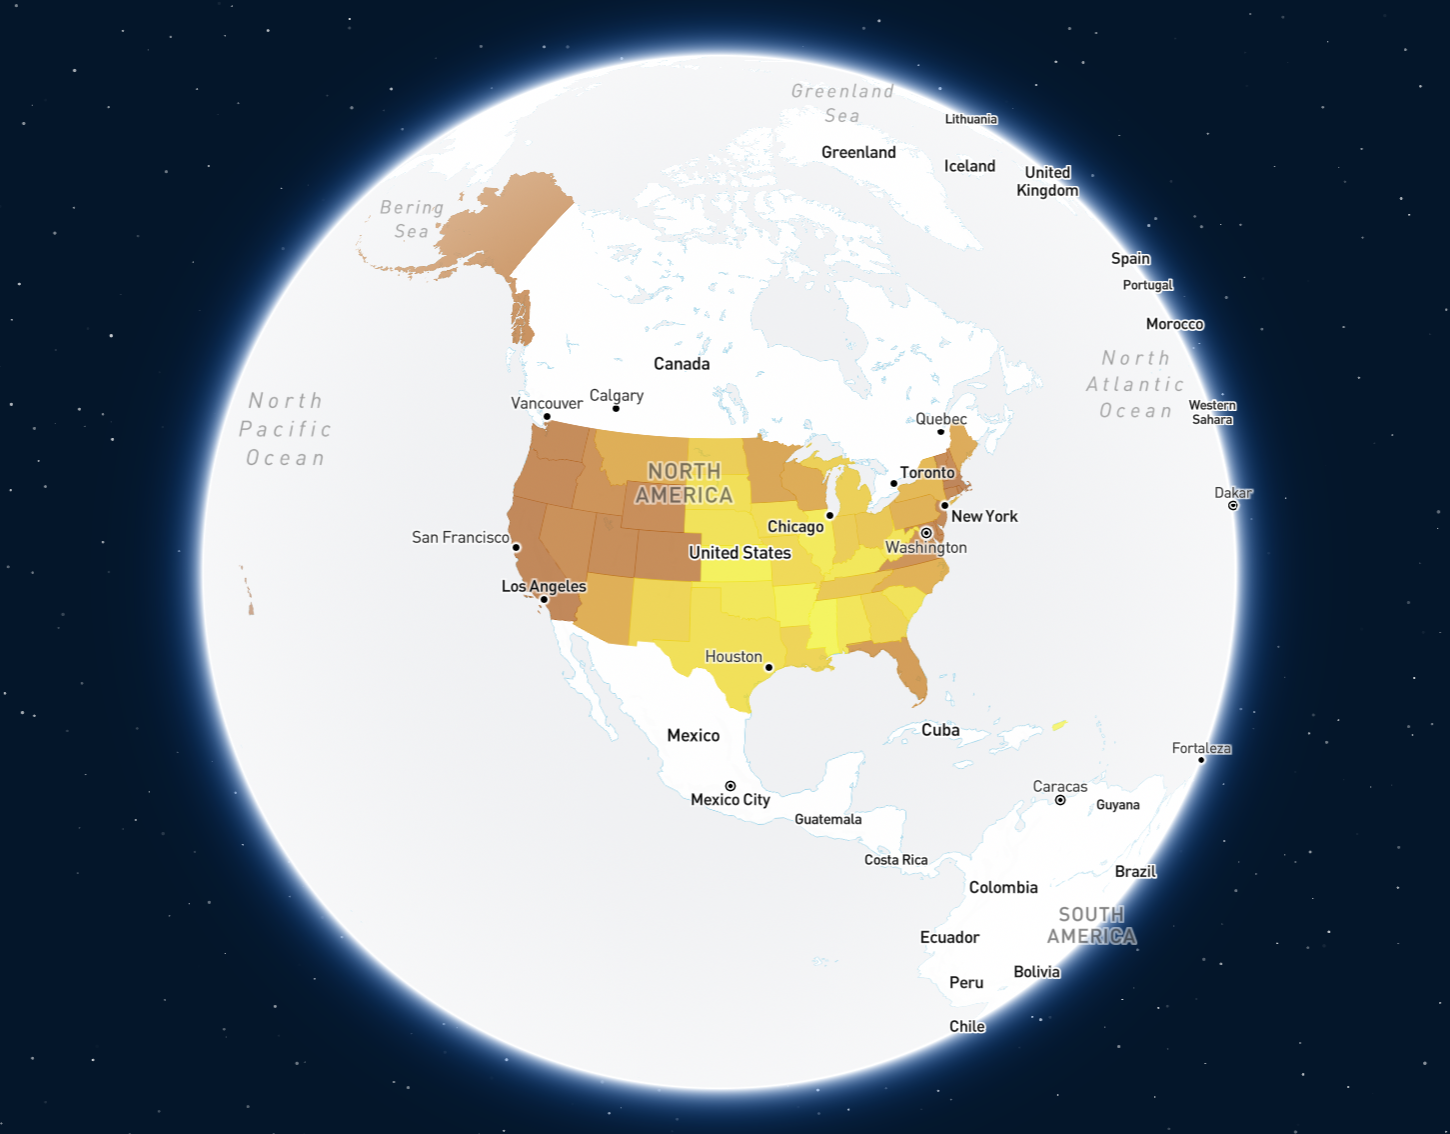 Greenland
Sea
Lithuania
Greenland
Iceland
United
Kingdom
Bering
Sea
Spain
Portugal
Morocco
North
Atlantic
Ocean
Canada
Calgary
Vancouver
North
Pacific
Ocean
Western
Sahara
Quebec
NORTH
AMERICA
Toronto
Dakar
New York
Chicago
San Francisco
Washington
United States
Los Angeles
Houston
Cuba
Mexico
Fortaleza
Mexico City
Caracas
Guyana
Guatemala
Costa Rica
Brazil
Colombia
SOUTH
AMERICA
Ecuador
Bolivia
Peru
Chile